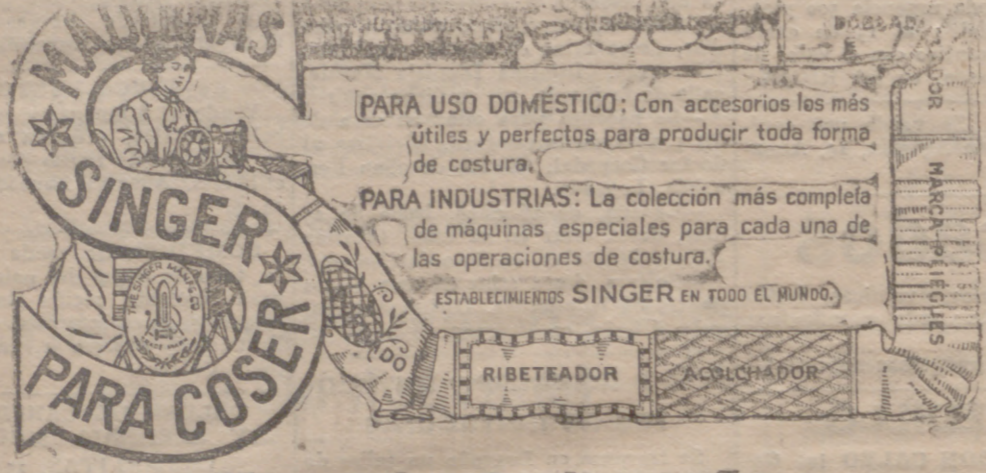 MAQUINAS
SINGER
PARA COSER
THE SINGER MANFG CO
TRADE MARK
PARA USO DOMÉSTICO: Con accesorios los más
útiles y perfectos para producir toda forma
de costura.
PARA INDUSTRIAS: La colección más completa
de máquinas especiales para cada una de
las operaciones de costura.
ESTABLECIMIENTOS SINGER EN TODO EL MUNDO.
MARCA-PLIEGUES
RIBETEADOR
ACOLCHADOR